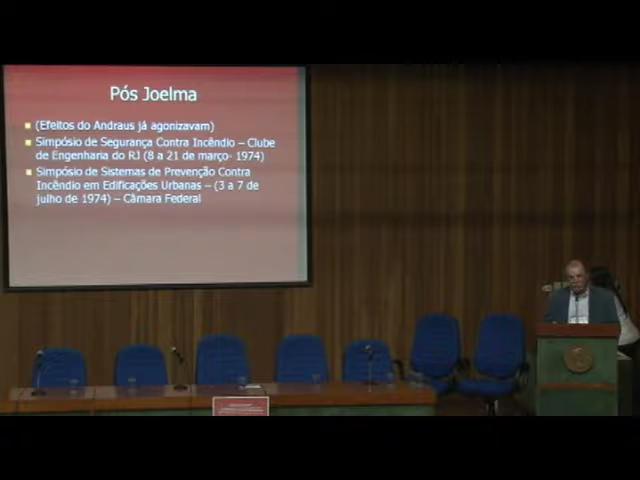 Pós Joelma
(Efeitos do Andraus já agonizavam)
Simpósio de Segurança Contra Incêndio – Clube
de Engenharia do RJ (8 a 21 de março- 1974)
Simpósio de Sistemas de Prevenção Contra
Incêndio em Edificações Urbanas – (3 a 7 de
julho de 1974) – Câmara Federal